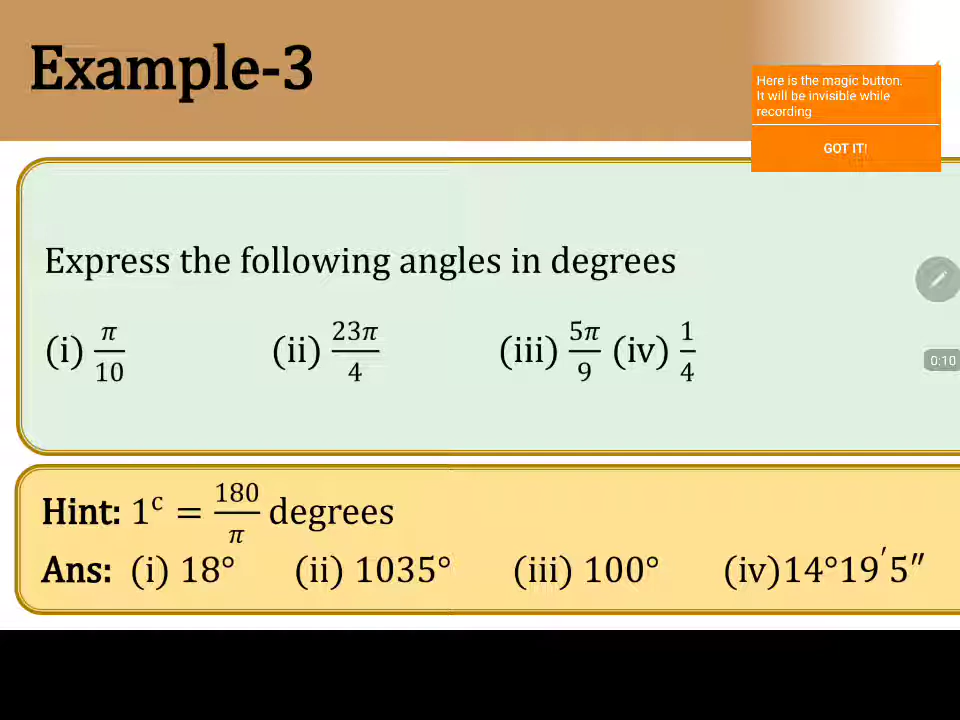 Example-3
Here is the magic button.
It will be invisible while
recording
GOT IT!
Express the following angles in degrees
(i) π/10 (ii) 23π/4 (iii) 5π/9 (iv) 1/4
0:10
Hint: 1ᶜ = 180/π degrees
Ans: (i) 18° (ii) 1035° (iii) 100° (iv)14°19′5″